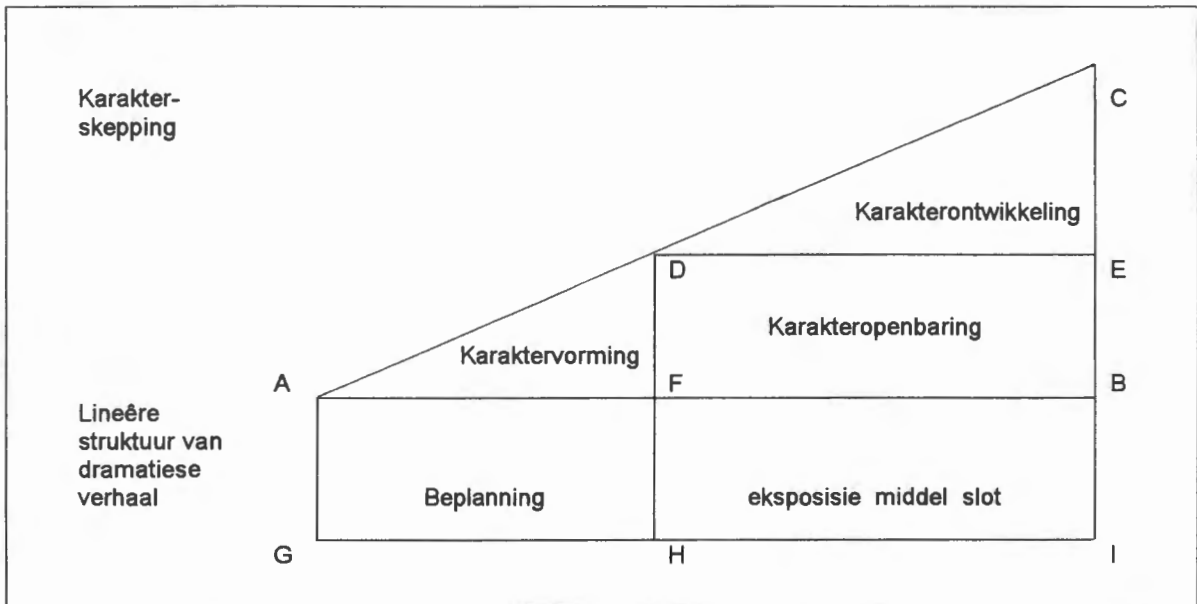 Karakter-
skepping
C
Karakterontwikkeling
D
E
Karakteropenbaring
Karaktervorming
A
F
B
Lineêre
struktuur van
dramatiese
verhaal
Beplanning
eksposisie middel slot
G
H
I